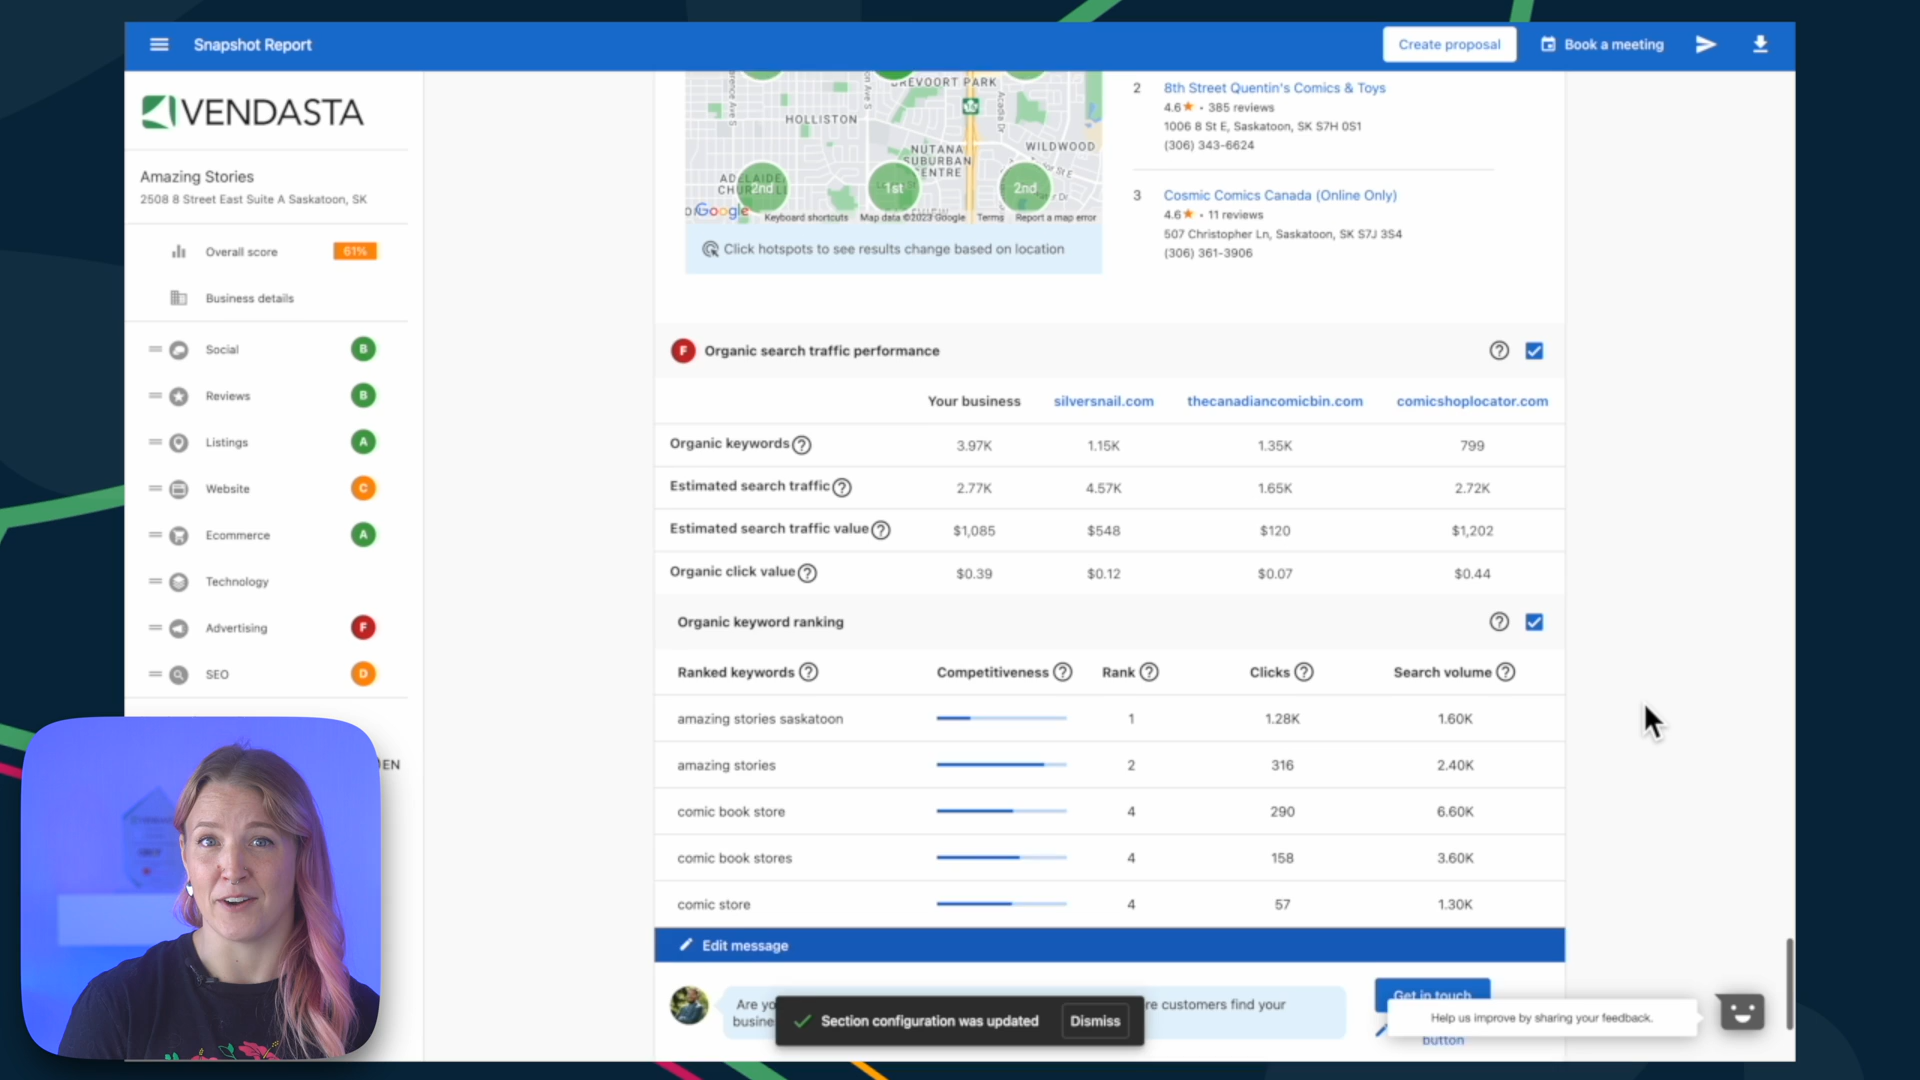 Snapshot Report
Create proposal
Book a meeting
VENDASTA
Amazing Stories
2508 8 Street East Suite A Saskatoon, SK
Overall score 61%
Business details
Social B
Reviews B
Listings A
Website C
Ecommerce A
Technology
Advertising F
SEO D
EN
BREVOORT PARK
HOLLISTON
NUTANA
SUBURBAN
CENTRE
WILDWOOD
2nd
1st
2nd
Google
Keyboard shortcuts Map data ©2023 Google Terms Report a map error
Click hotspots to see results change based on location
2 8th Street Quentin's Comics & Toys
4.6★ • 385 reviews
1006 8 St E, Saskatoon, SK S7H 0S1
(306) 343-6624
3 Cosmic Comics Canada (Online Only)
4.6★ • 11 reviews
507 Christopher Ln, Saskatoon, SK S7J 3S4
(306) 361-3906
F Organic search traffic performance
Your business silversnail.com thecanadiancomicbin.com comicshoplocator.com
Organic keywords 3.97K 1.15K 1.35K 799
Estimated search traffic 2.77K 4.57K 1.65K 2.72K
Estimated search traffic value $1,085 $548 $120 $1,202
Organic click value $0.39 $0.12 $0.07 $0.44
Organic keyword ranking
Ranked keywords Competitiveness Rank Clicks Search volume
amazing stories saskatoon 1 1.28K 1.60K
amazing stories 2 316 2.40K
comic book store 4 290 6.60K
comic book stores 4 158 3.60K
comic store 4 57 1.30K
Edit message
Are yo
re customers find your
busine
Section configuration was updated Dismiss
Get in touch
Help us improve by sharing your feedback.
button